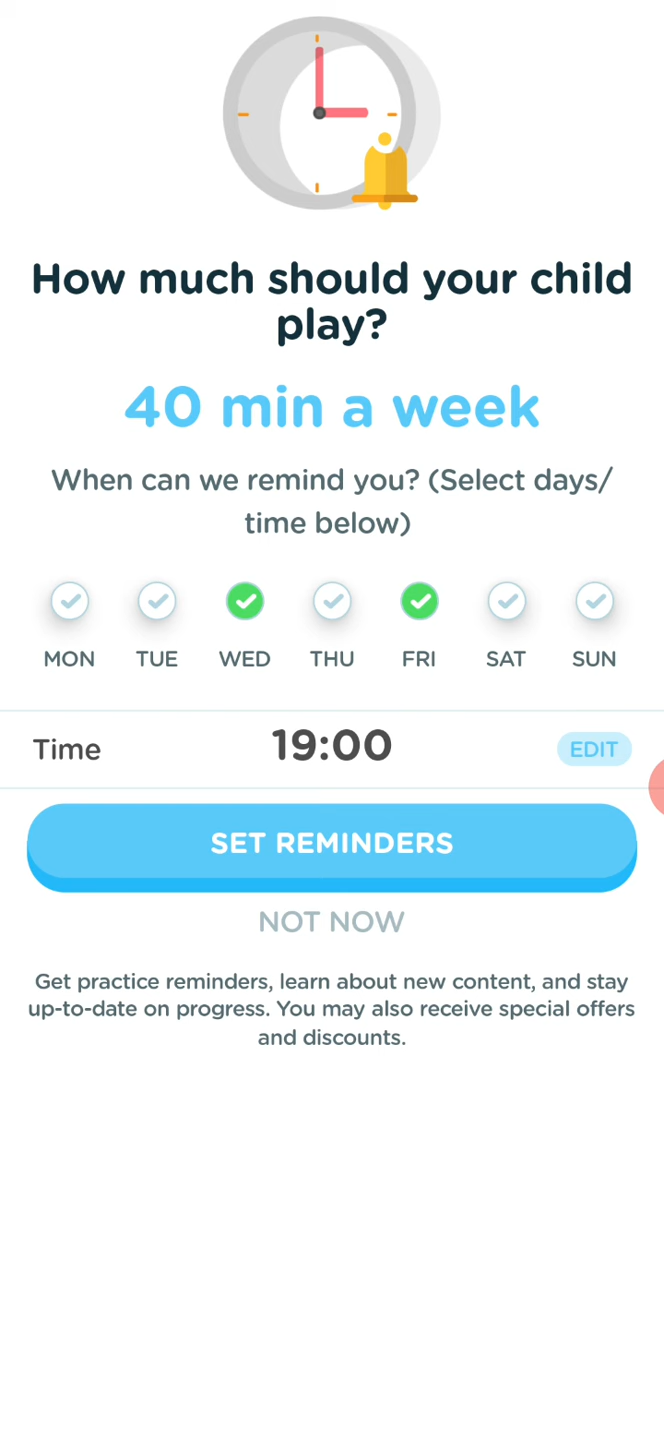 How much should your child
play?
40 min a week
When can we remind you? (Select days/
time below)
MON TUE WED THU FRI SAT SUN
Time 19:00 EDIT
SET REMINDERS
NOT NOW
Get practice reminders, learn about new content, and stay
up-to-date on progress. You may also receive special offers
and discounts.